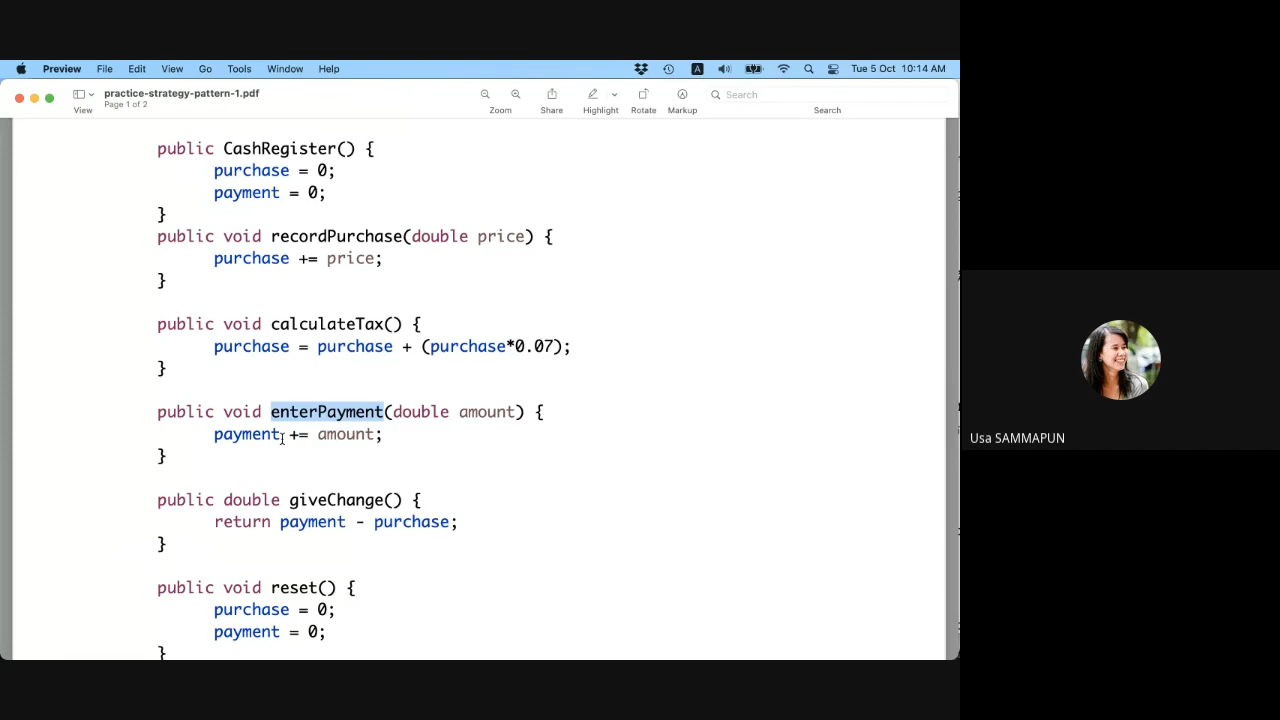 Preview File Edit View Go Tools Window Help A Tue 5 Oct 10:14 AM
practice-strategy-pattern-1.pdf
Page 1 of 2
Search
View Zoom Share Highlight Rotate Markup Search
public CashRegister() {
purchase = 0;
payment = 0;
}
public void recordPurchase(double price) {
purchase += price;
}
public void calculateTax() {
purchase = purchase + (purchase*0.07);
}
public void enterPayment(double amount) {
payment += amount;
}
public double giveChange() {
return payment - purchase;
}
public void reset() {
purchase = 0;
payment = 0;
}
Usa SAMMAPUN